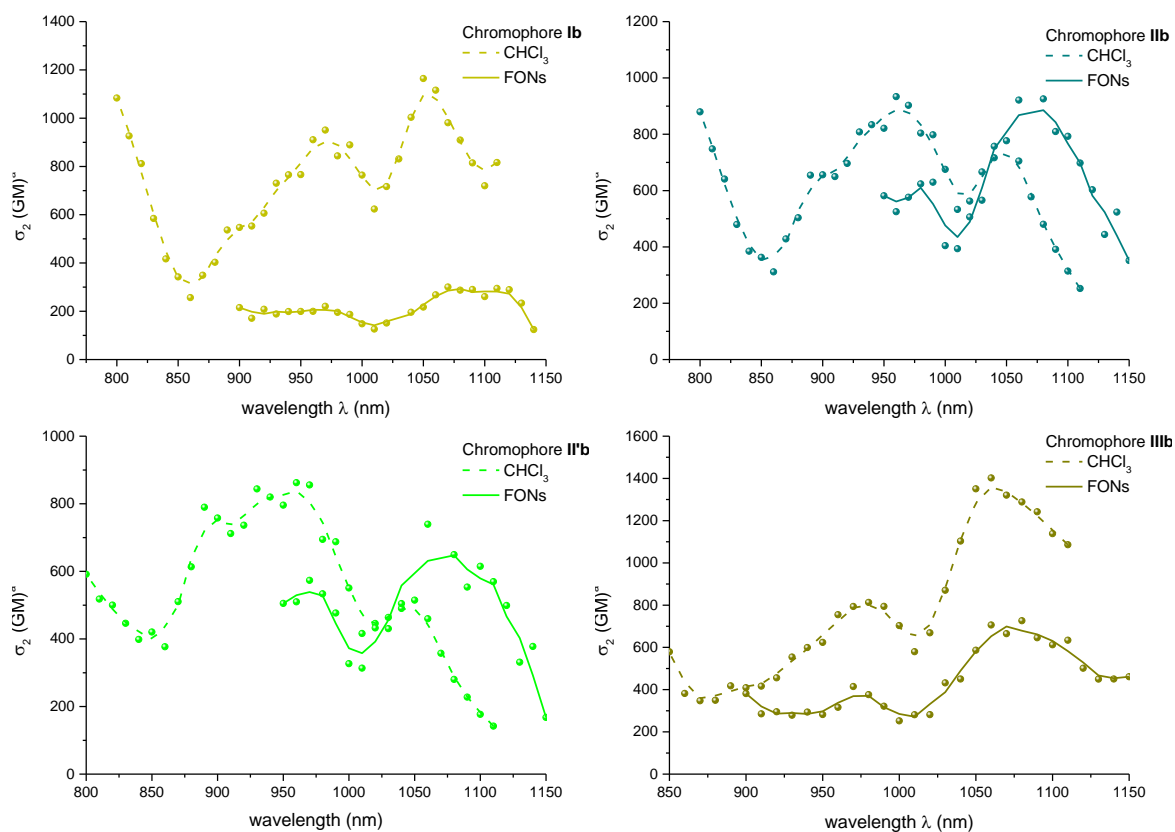 Chromophore Ib
CHCl3
FONs
1400
1200
1000
800
600
400
200
0
σ2 (GM)α
800 850 900 950 1000 1050 1100 1150
wavelength λ (nm)
Chromophore IIb
CHCl3
FONs
1200
1000
800
600
400
200
0
σ2 (GM)α
800 850 900 950 1000 1050 1100 1150
wavelength λ (nm)
Chromophore II'b
CHCl3
FONs
1000
800
600
400
200
0
σ2 (GM)α
800 850 900 950 1000 1050 1100 1150
wavelength λ (nm)
Chromophore IIIb
CHCl3
FONs
1600
1400
1200
1000
800
600
400
200
0
σ2 (GM)α
850 900 950 1000 1050 1100 1150
wavelength λ (nm)